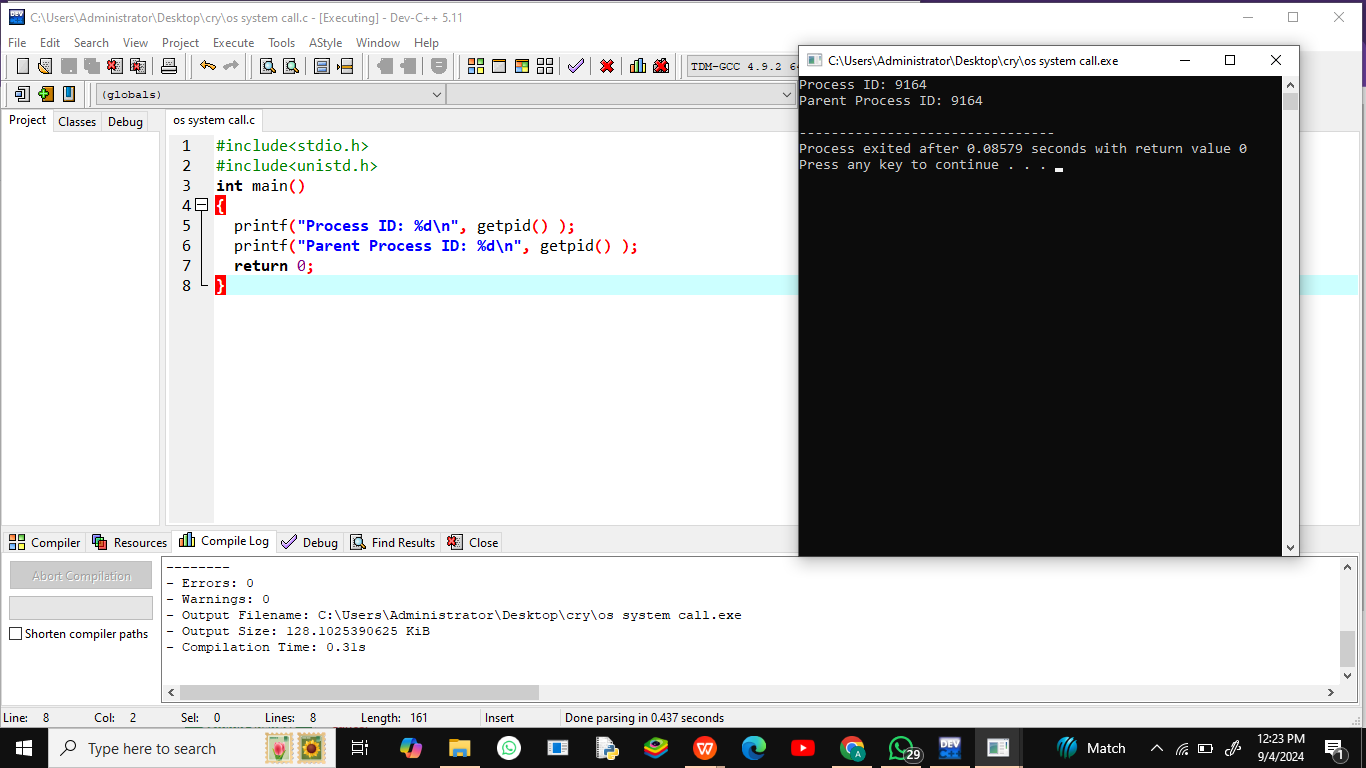 C:\Users\Administrator\Desktop\cry\os system call.c - [Executing] - Dev-C++ 5.11
File Edit Search View Project Execute Tools AStyle Window Help
TDM-GCC 4.9.2
(globals)
Project Classes Debug
os system call.c
1 #include<stdio.h>
2 #include<unistd.h>
3 int main()
4 {
5 printf("Process ID: %d\n", getpid() );
6 printf("Parent Process ID: %d\n", getpid() );
7 return 0;
8 }
C:\Users\Administrator\Desktop\cry\os system call.exe
Process ID: 9164
Parent Process ID: 9164
--------------------------------
Process exited after 0.08579 seconds with return value 0
Press any key to continue . . .
Compiler Resources Compile Log Debug Find Results Close
Abort Compilation
Shorten compiler paths
--------
- Errors: 0
- Warnings: 0
- Output Filename: C:\Users\Administrator\Desktop\cry\os system call.exe
- Output Size: 128.1025390625 KiB
- Compilation Time: 0.31s
Line: 8 Col: 2 Sel: 0 Lines: 8 Length: 161 Insert Done parsing in 0.437 seconds
Type here to search
DEV
29
DEV
Match
12:23 PM
9/4/2024
1